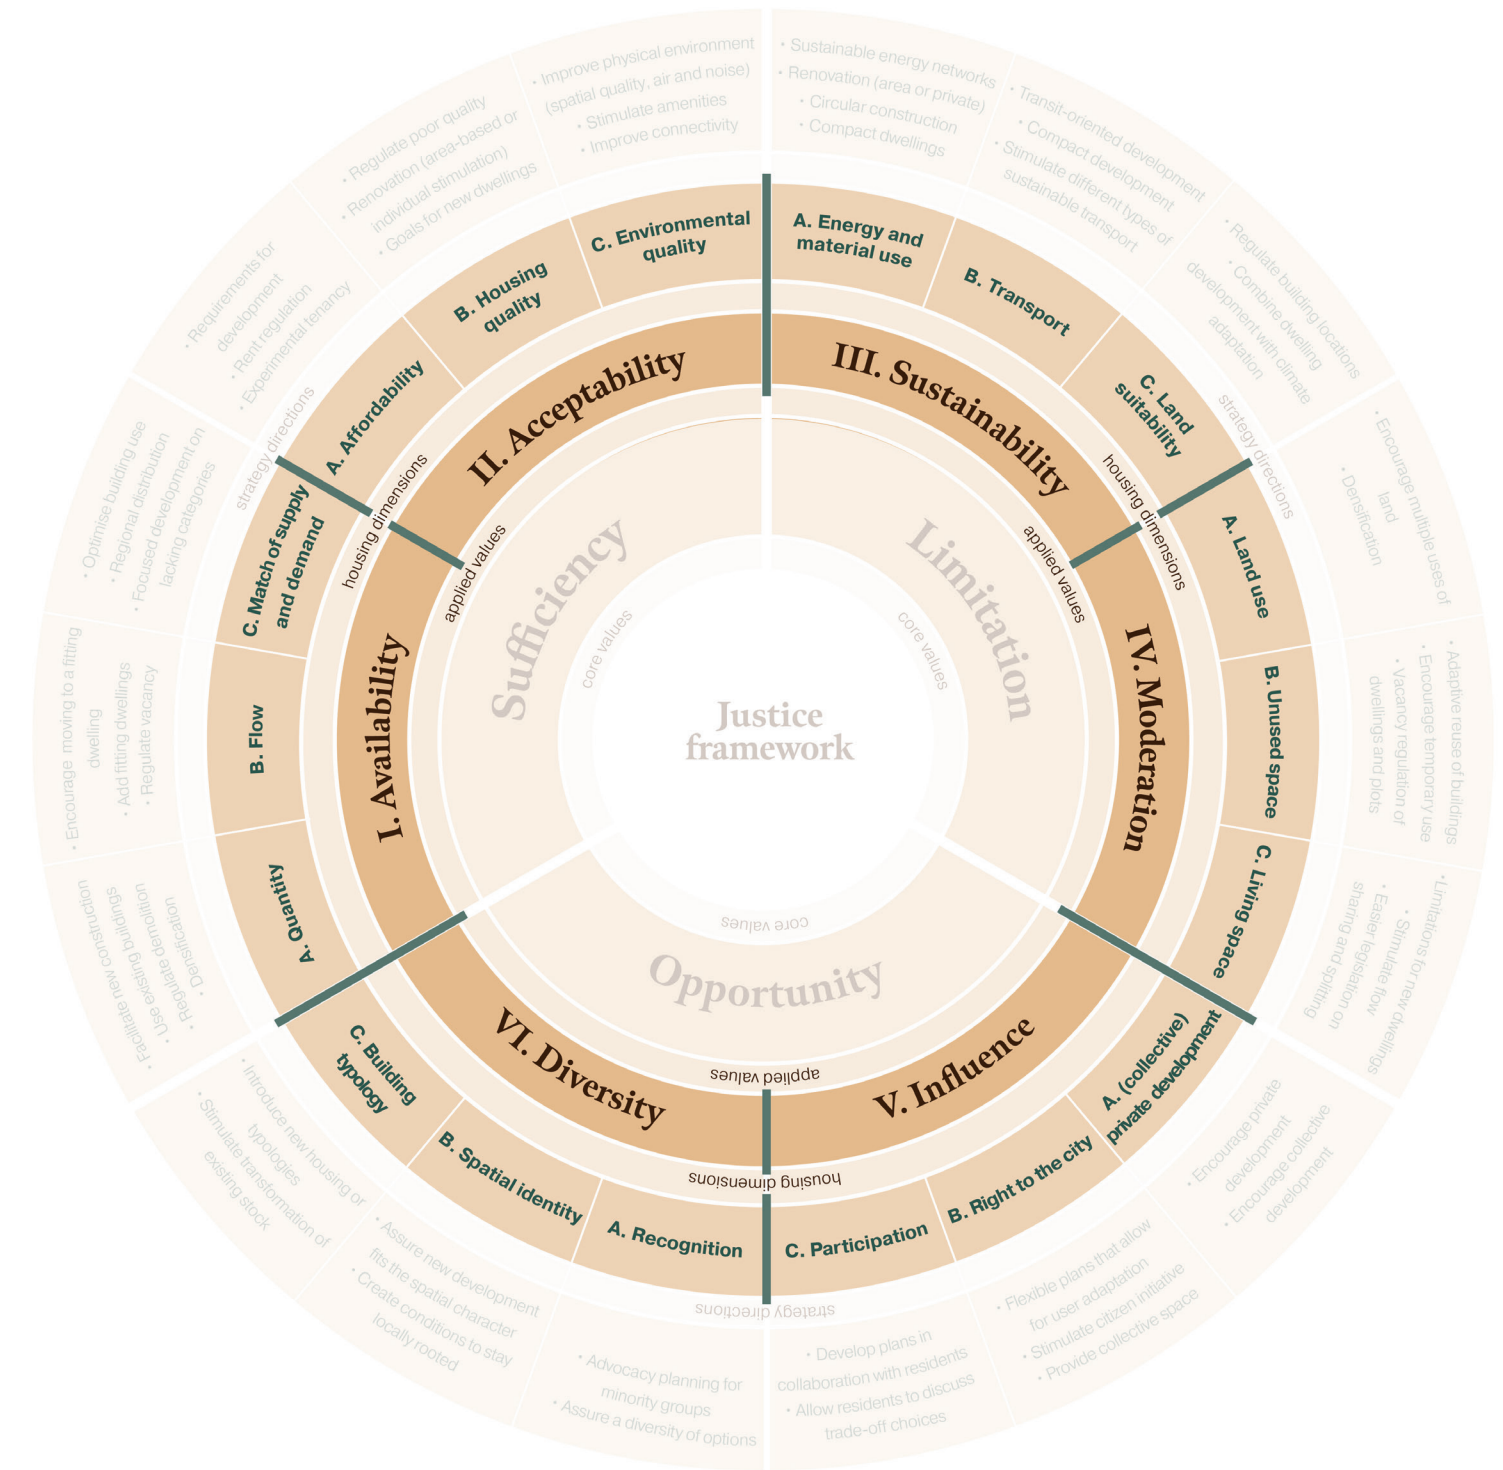 Justice
framework
core values
core values
core values
Sufficiency
Limitation
Opportunity
applied values
applied values
applied values
I. Availability
II. Acceptability
III. Sustainability
IV. Moderation
V. Influence
VI. Diversity
housing dimensions
housing dimensions
housing dimensions
A. Quantity
B. Flow
C. Match of supply
and demand
A. Affordability
B. Housing
quality
C. Environmental
quality
A. Energy and
material use
B. Transport
C. Land
suitability
A. Land use
B. Unused space
C. Living space
A. (collective)
private development
B. Right to the city
C. Participation
A. Recognition
B. Spatial identity
C. Building
typology
strategy directions
strategy directions
strategy directions
• Facilitate new construction
• Use existing buildings
• Regulate demolition
• Densification
• Encourage moving to a fitting
dwelling
• Add fitting dwellings
• Regulate vacancy
• Optimise building use
• Regional distribution
• Focused development on
lacking categories
• Requirements for
development
• Rent regulation
• Experimental tenancy
• Regulate poor quality
• Renovation (area-based or
individual stimulation)
• Goals for new dwellings
• Improve physical environment
(spatial quality, air and noise)
• Stimulate amenities
• Improve connectivity
• Sustainable energy networks
• Renovation (area or private)
• Circular construction
• Compact dwellings
• Transit-oriented development
• Compact development
• Stimulate different types of
sustainable transport
• Regulate building locations
• Combine dwelling
development with climate
adaptation
• Encourage multiple uses of
land
• Densification
• Adaptive reuse of buildings
• Encourage temporary use
• Vacancy regulation of
dwellings and plots
• Limitations for new dwellings
• Stimulate flow
• Easier legislation on
sharing and splitting
• Encourage private
development
• Encourage collective
development
• Flexible plans that allow
for user adaptation
• Stimulate citizen initiative
• Provide collective space
• Develop plans in
collaboration with residents
• Allow residents to discuss
trade-off choices
• Advocacy planning for
minority groups
• Assure a diversity of options
• Assure new development
fits the spatial character
• Create conditions to stay
locally rooted
• Introduce new housing or
typologies
• Stimulate transformation of
existing stock